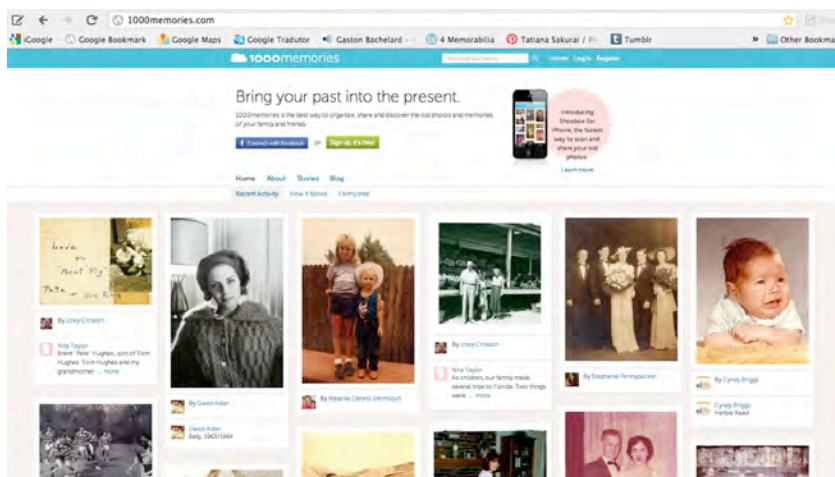 1000memories.com
iGoogle
Google Bookmark
Google Maps
Google Tradutor
Gaston Bachelard -
4 Memorabilia
Tatiana Sakurai /
Tumblr
»
Other Bookma
1000memories
Home Log In Register
Bring your past into the present.
1000memories is the best way to organize, share and discover the old photos and memories
of your family and friends.
Connect with Facebook or Sign up, it's free!
Introducing
Shoebox for
iPhone, the fastest
way to scan and
share your old
photos
Learn more
Home About Stories Blog
Recent Activity How it Works Family tree
Love
Pete
By Joey Crossin
Nita Taylor
Brent 'Pete' Hughes, son of Tom
Hughes. Tom Hughes and my
grandmother ... more
By David Adler
David Adler
Sally, 1963/1964
By Melanie Dennis
By Joey Crossin
Nita Taylor
As children, our family made
several trips to Florida. Two things
were ... more
By Stephanie Pennypacker
By Cyndy Briggs
Cyndy Briggs
Herbie Reed